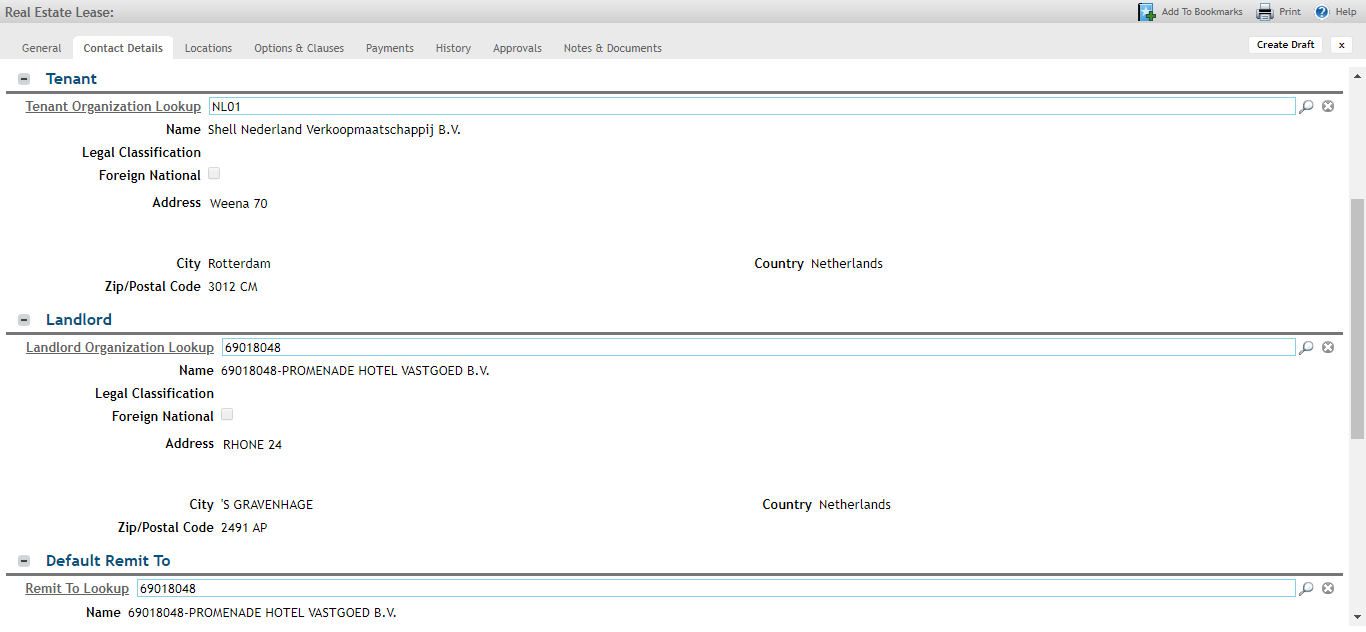 Real Estate Lease:
Add To Bookmarks Print Help
General Contact Details Locations Options & Clauses Payments History Approvals Notes & Documents Create Draft x
Tenant
Tenant Organization Lookup NL01
Name Shell Nederland Verkoopmaatschappij B.V.
Legal Classification
Foreign National
Address Weena 70
City Rotterdam Country Netherlands
Zip/Postal Code 3012 CM
Landlord
Landlord Organization Lookup 69018048
Name 69018048-PROMENADE HOTEL VASTGOED B.V.
Legal Classification
Foreign National
Address RHONE 24
City 'S GRAVENHAGE Country Netherlands
Zip/Postal Code 2491 AP
Default Remit To
Remit To Lookup 69018048
Name 69018048-PROMENADE HOTEL VASTGOED B.V.